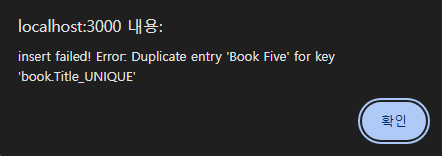 localhost:3000 내용:
insert failed! Error: Duplicate entry 'Book Five' for key
'book.Title_UNIQUE'
확인